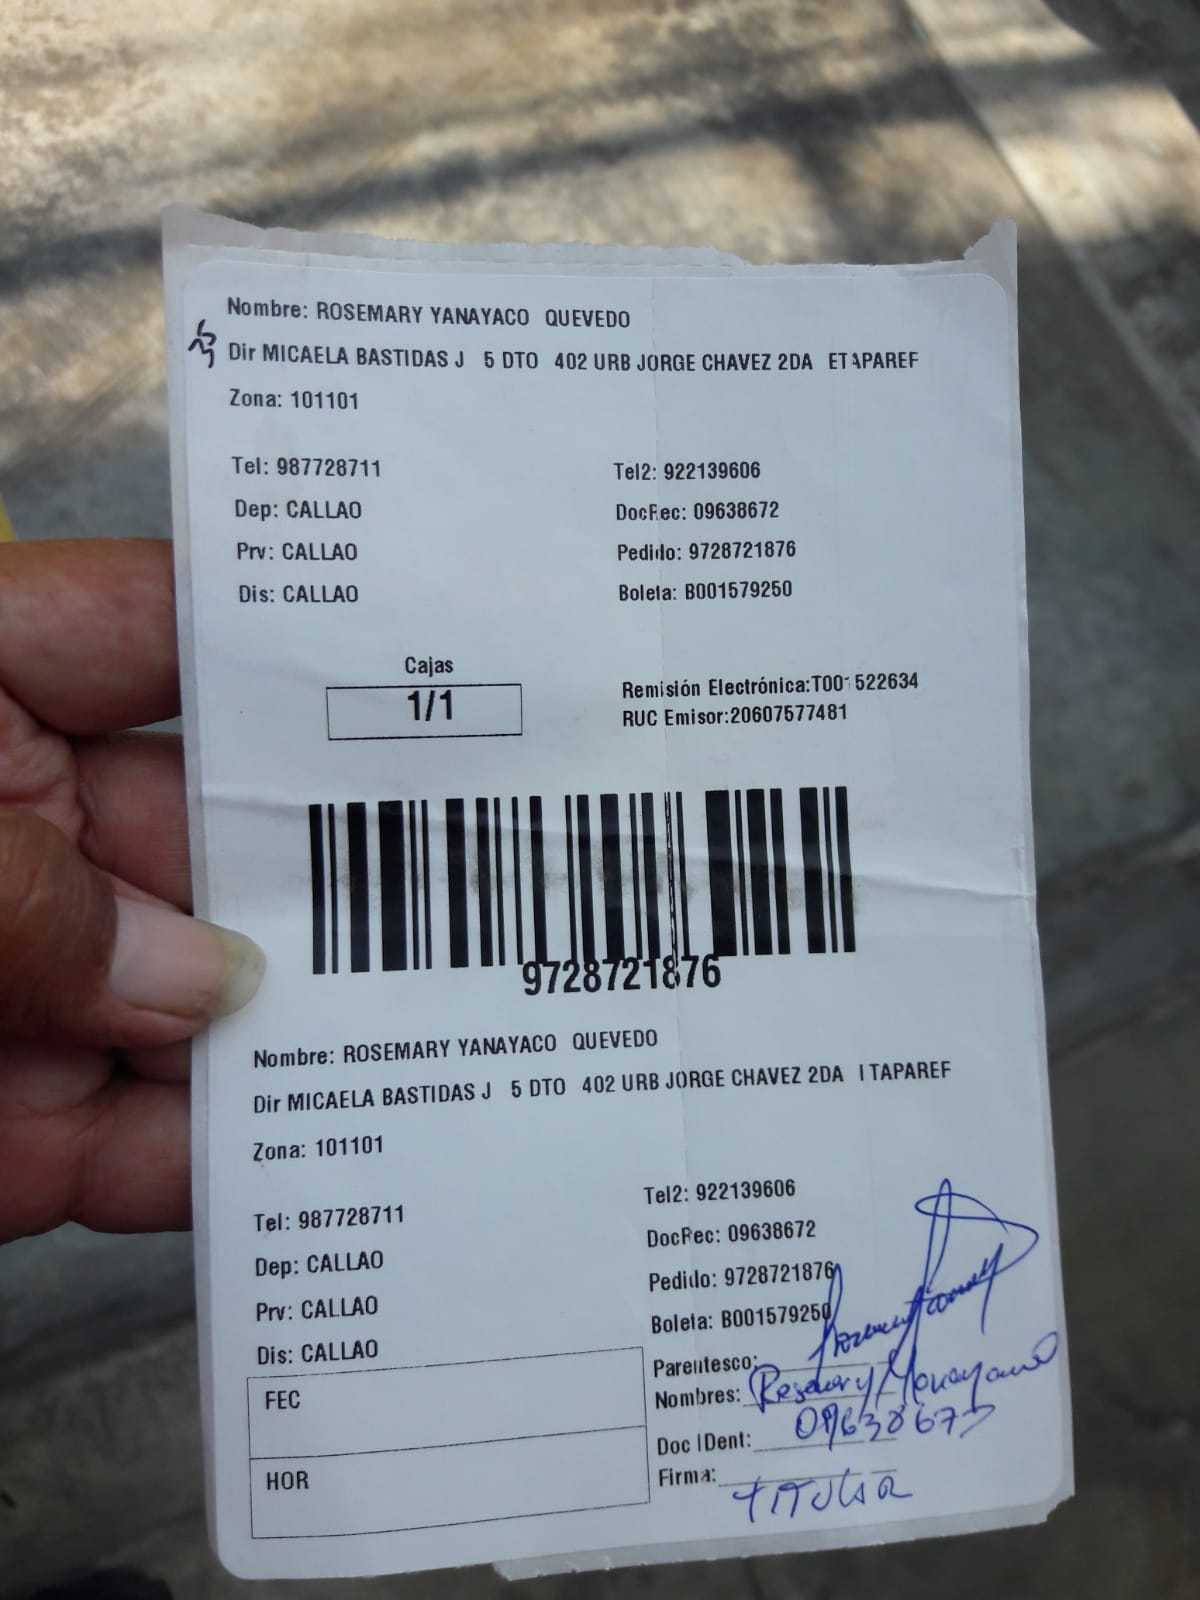 Nombre: ROSEMARY YANAYACO QUEVEDO
Dir MICAELA BASTIDAS J 5 DTO 402 URB JORGE CHAVEZ 2DA ETAPAREF
Zona: 101101
Tel: 987728711 Tel2: 922139606
Dep: CALLAO DocRec: 09638672
Prv: CALLAO Pedido: 9728721876
Dis: CALLAO Boleta: B001579250
Cajas
1/1
Remisión Electrónica:T001522634
RUC Emisor:20607577481
9728721876
Nombre: ROSEMARY YANAYACO QUEVEDO
Dir MICAELA BASTIDAS J 5 DTO 402 URB JORGE CHAVEZ 2DA ETAPAREF
Zona: 101101
Tel: 987728711 Tel2: 922139606
Dep: CALLAO DocRec: 09638672
Prv: CALLAO Pedido: 9728721876
Dis: CALLAO Boleta: B001579250
FEC Parentesco:
Nombres: Rosemary
Doc IDent:
HOR Firma:
TITULAR